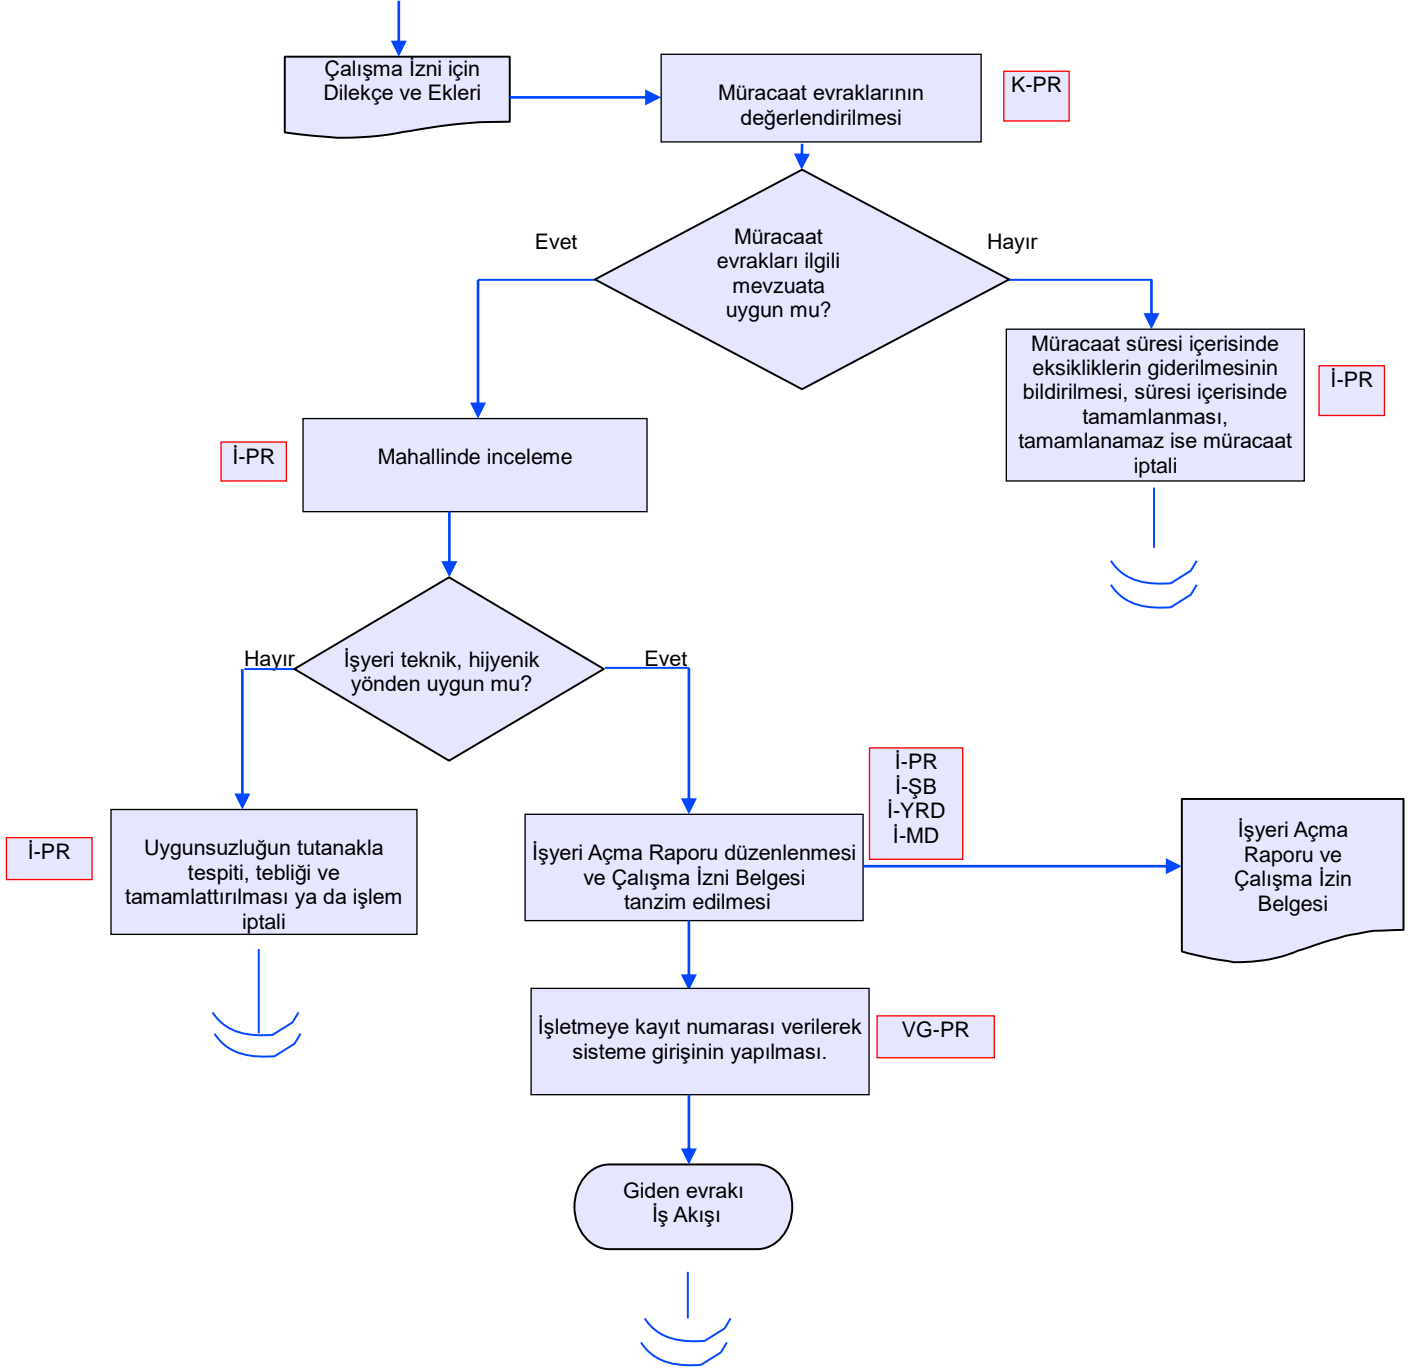 Çalışma İzni için
Dilekçe ve Ekleri
Müracaat evraklarının
değerlendirilmesi
K-PR
Evet
Müracaat
evrakları ilgili
mevzuata
uygun mu?
Hayır
Müracaat süresi içerisinde
eksikliklerin giderilmesinin
bildirilmesi, süresi içerisinde
tamamlanması,
tamamlanamaz ise müracaat
iptali
İ-PR
İ-PR
Mahallinde inceleme
Hayır
İşyeri teknik, hijyenik
yönden uygun mu?
Evet
İ-PR
İ-ŞB
İ-YRD
İ-MD
İ-PR
Uygunsuzluğun tutanakla
tespiti, tebliği ve
tamamlattırılması ya da işlem
iptali
İşyeri Açma Raporu düzenlenmesi
ve Çalışma İzni Belgesi
tanzim edilmesi
İşyeri Açma
Raporu ve
Çalışma İzin
Belgesi
İşletmeye kayıt numarası verilerek
sisteme girişinin yapılması.
VG-PR
Giden evrakı
İş Akışı